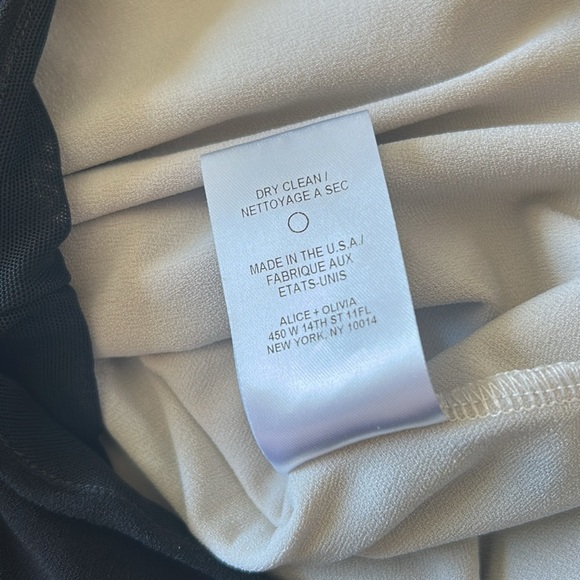 DRY CLEAN /
NETTOYAGE A SEC
MADE IN THE U.S.A./
FABRIQUE AUX
ETATS-UNIS
ALICE + OLIVIA
450 W 14TH ST 11FL
NEW YORK, NY 10014